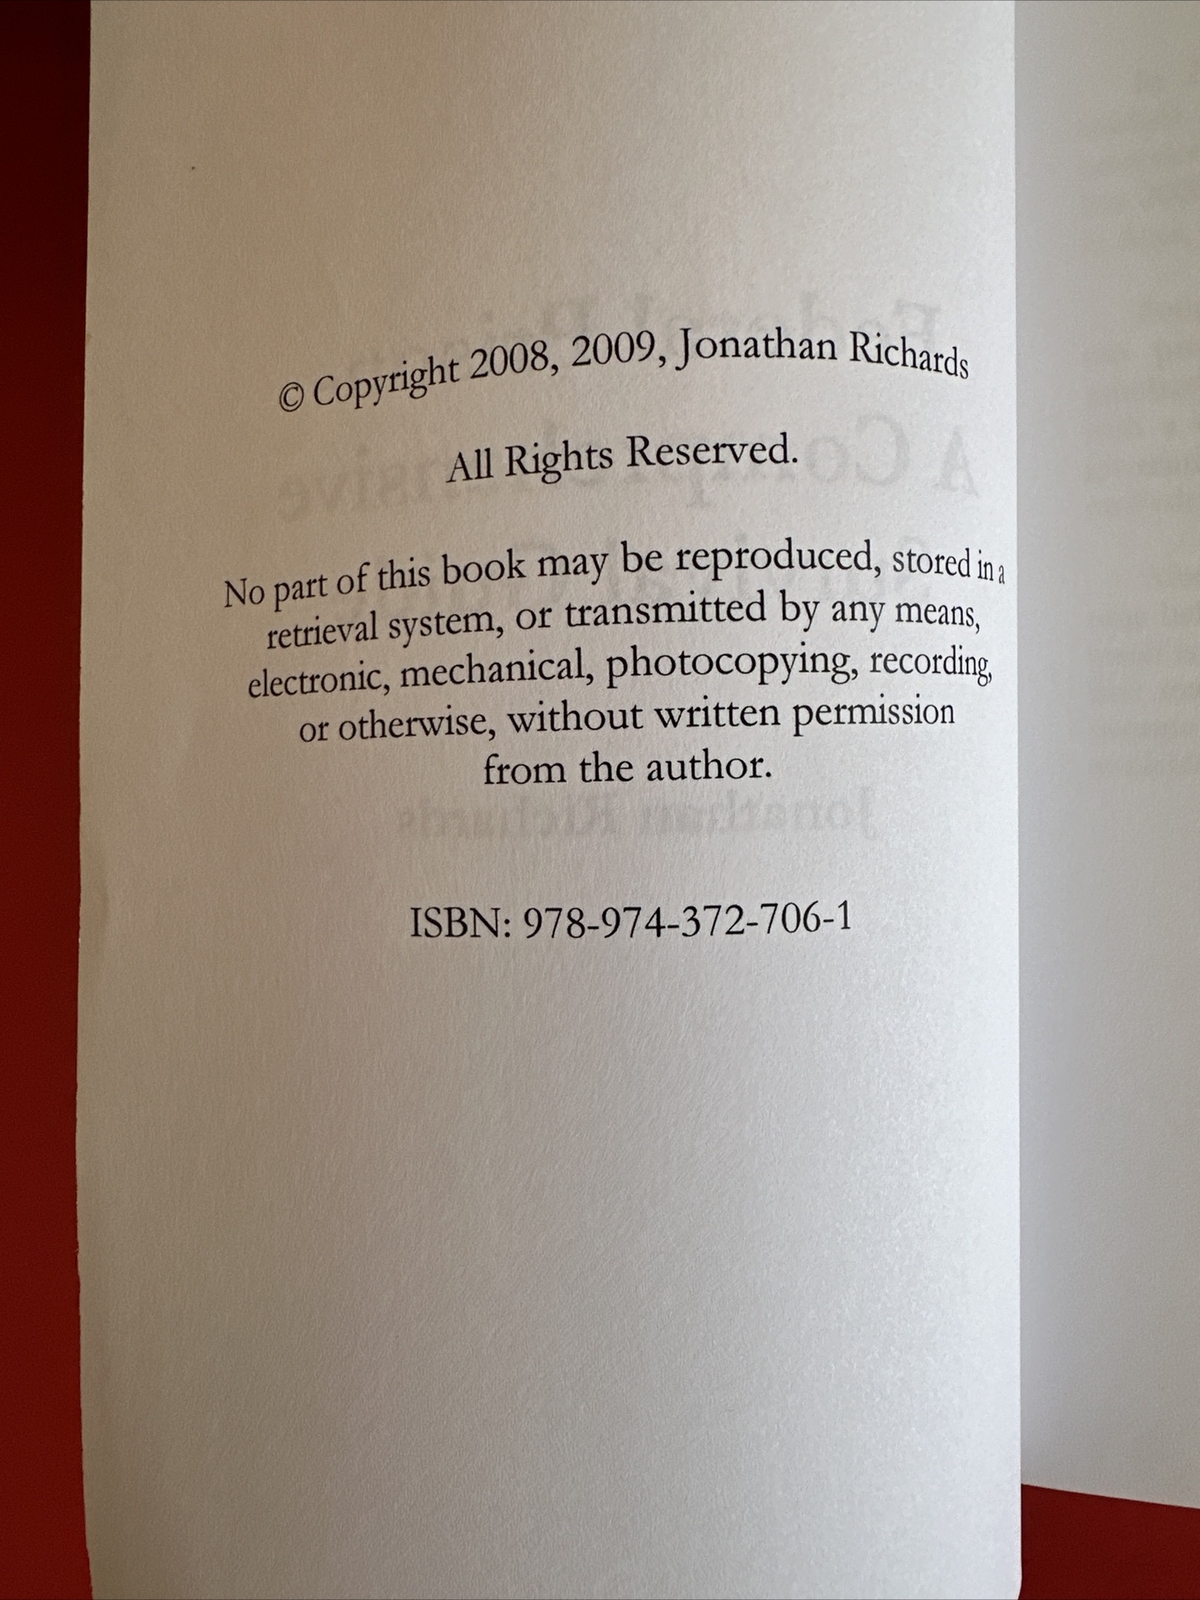 © Copyright 2008, 2009, Jonathan Richards
All Rights Reserved.
No part of this book may be reproduced, stored in a
retrieval system, or transmitted by any means,
electronic, mechanical, photocopying, recording,
or otherwise, without written permission
from the author.
ISBN: 978-974-372-706-1